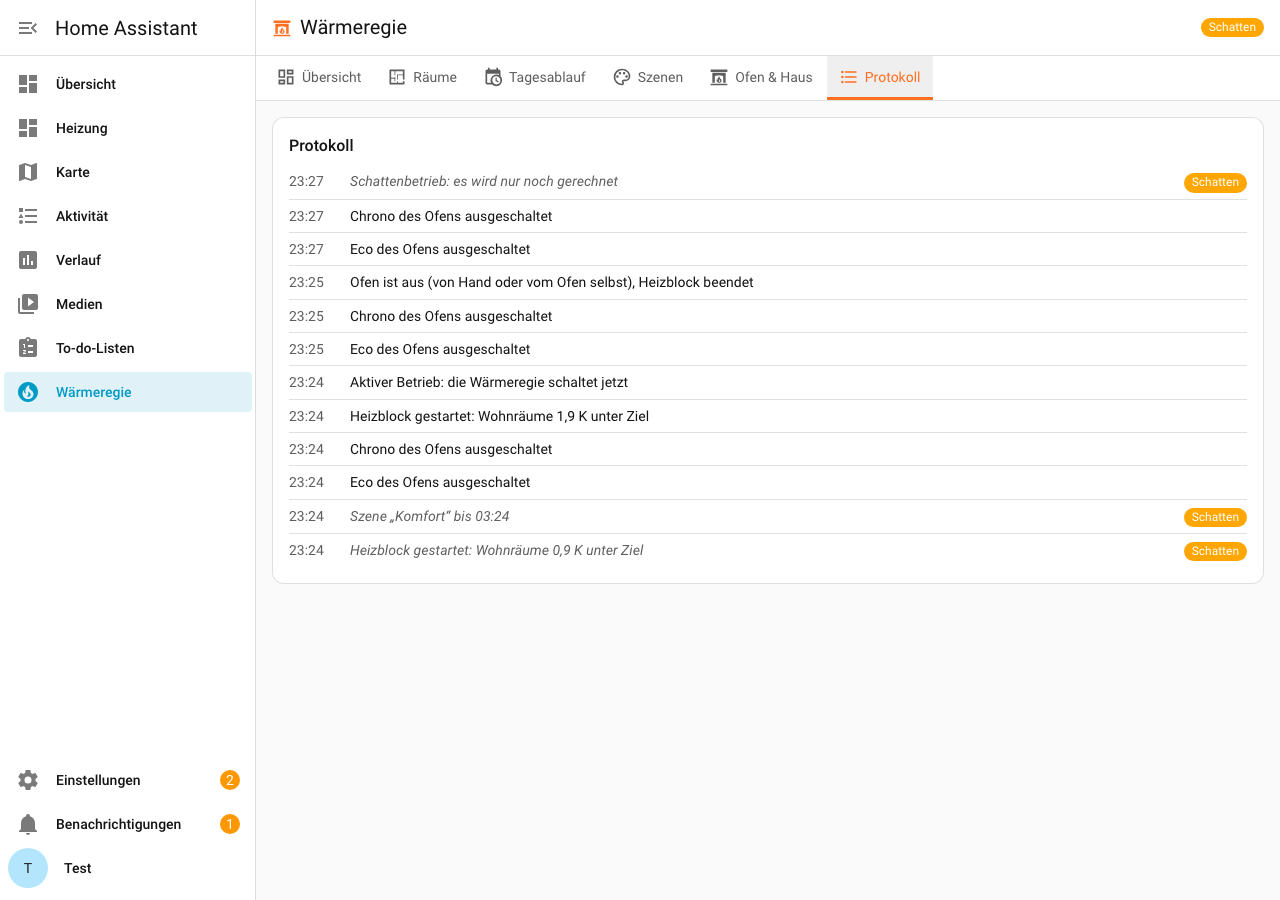 Home Assistant
Wärmeregie
Schatten
Übersicht
Räume
Tagesablauf
Szenen
Ofen & Haus
Protokoll
Übersicht
Heizung
Karte
Aktivität
Verlauf
Medien
To-do-Listen
Wärmeregie
Protokoll
23:27 Schattenbetrieb: es wird nur noch gerechnet Schatten
23:27 Chrono des Ofens ausgeschaltet
23:27 Eco des Ofens ausgeschaltet
23:25 Ofen ist aus (von Hand oder vom Ofen selbst), Heizblock beendet
23:25 Chrono des Ofens ausgeschaltet
23:25 Eco des Ofens ausgeschaltet
23:24 Aktiver Betrieb: die Wärmeregie schaltet jetzt
23:24 Heizblock gestartet: Wohnräume 1,9 K unter Ziel
23:24 Chrono des Ofens ausgeschaltet
23:24 Eco des Ofens ausgeschaltet
23:24 Szene „Komfort“ bis 03:24 Schatten
23:24 Heizblock gestartet: Wohnräume 0,9 K unter Ziel Schatten
Einstellungen 2
Benachrichtigungen 1
T Test